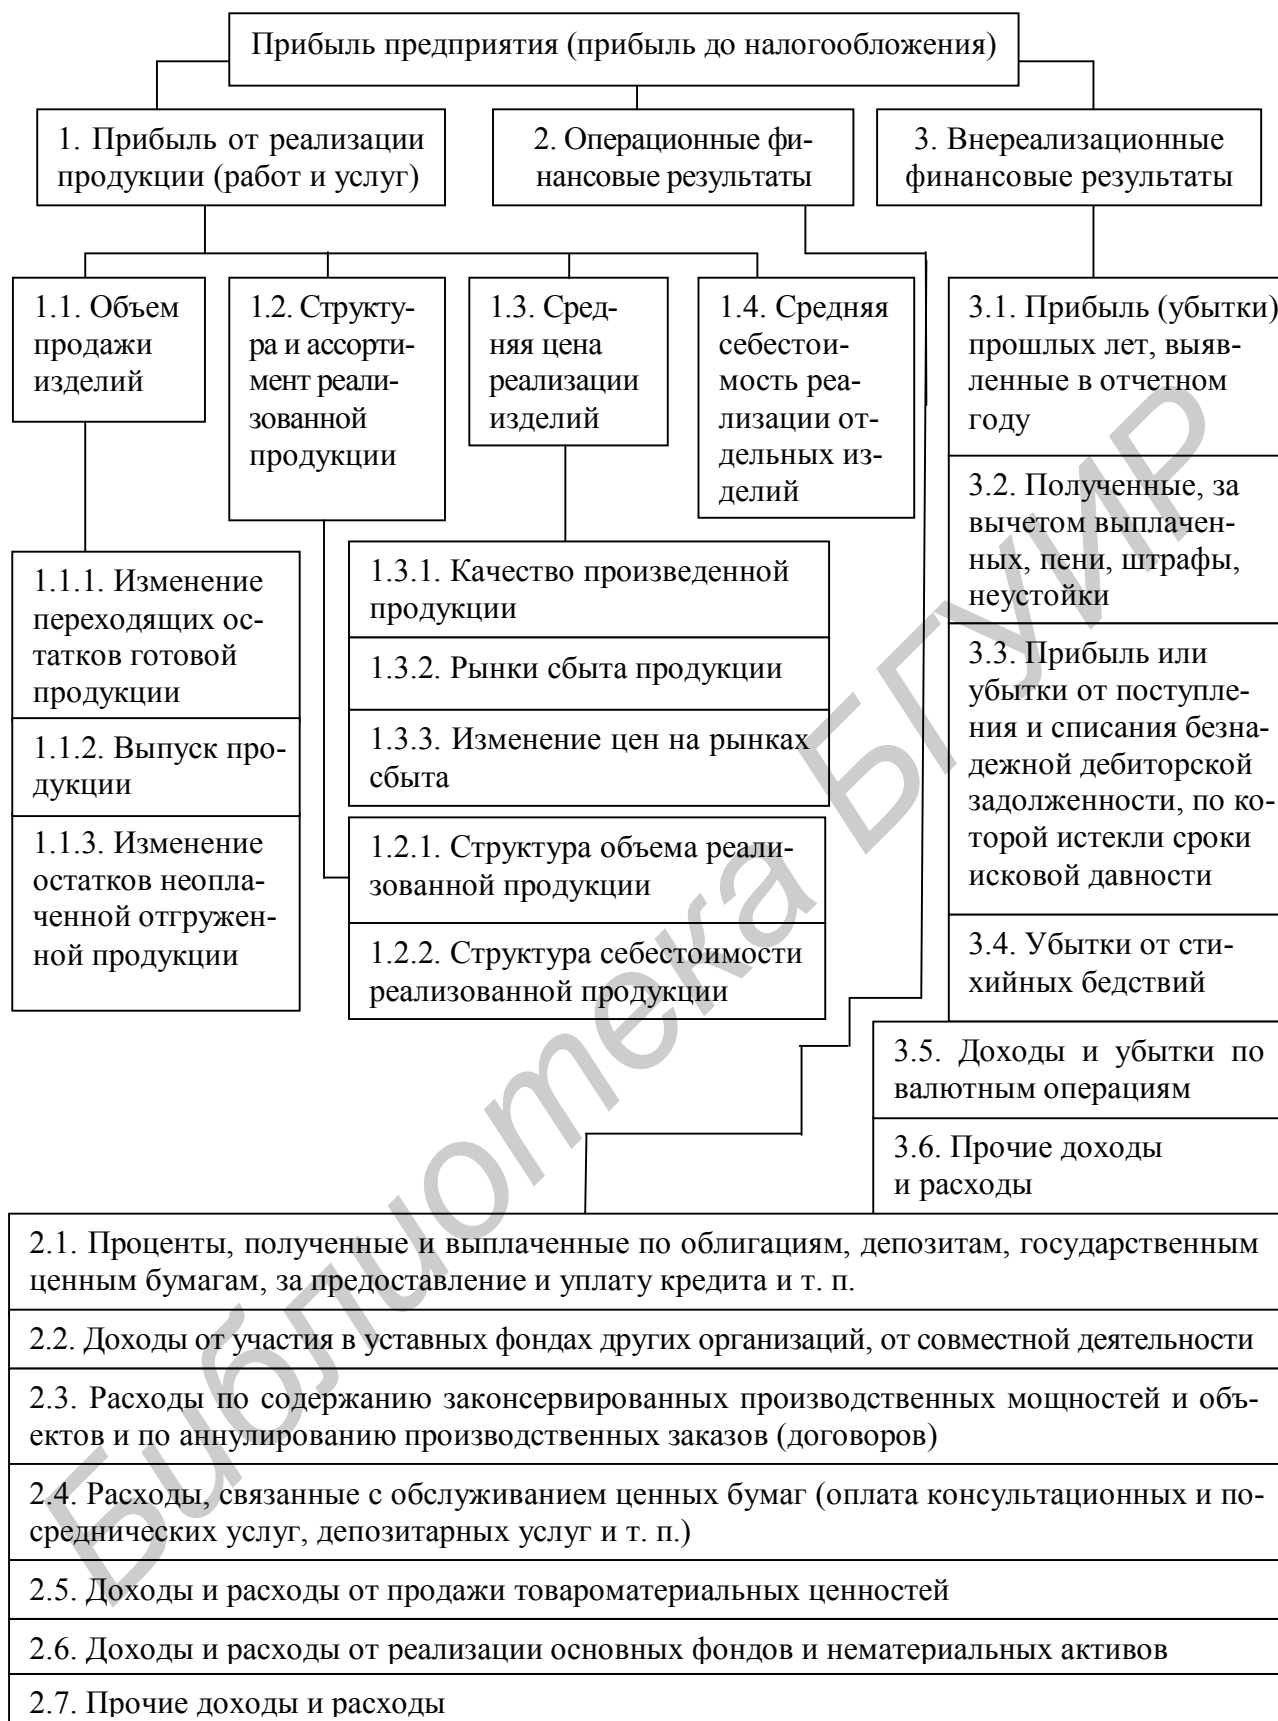 Прибыль предприятия (прибыль до налогообложения)
1. Прибыль от реализации
продукции (работ и услуг)
2. Операционные фи-
нансовые результаты
3. Внереализационные
финансовые результаты
1.1. Объем
продажи
изделий
1.2. Структу-
ра и ассорти-
мент реали-
зованной
продукции
1.3. Сред-
няя цена
реализации
изделий
1.4. Средняя
себестои-
мость реа-
лизации от-
дельных из-
делий
3.1. Прибыль (убытки)
прошлых лет, выяв-
ленные в отчетном
году
3.2. Полученные, за
вычетом выплачен-
ных, пени, штрафы,
неустойки
3.3. Прибыль или
убытки от поступле-
ния и списания безна-
дежной дебиторской
задолженности, по ко-
торой истекли сроки
исковой давности
3.4. Убытки от сти-
хийных бедствий
3.5. Доходы и убытки по
валютным операциям
3.6. Прочие доходы
и расходы
1.1.1. Изменение
переходящих ос-
татков готовой
продукции
1.1.2. Выпуск про-
дукции
1.1.3. Изменение
остатков неопла-
ченной отгружен-
ной продукции
1.3.1. Качество произведенной
продукции
1.3.2. Рынки сбыта продукции
1.3.3. Изменение цен на рынках
сбыта
1.2.1. Структура объема реали-
зованной продукции
1.2.2. Структура себестоимости
реализованной продукции
2.1. Проценты, полученные и выплаченные по облигациям, депозитам, государственным
ценным бумагам, за предоставление и уплату кредита и т. п.
2.2. Доходы от участия в уставных фондах других организаций, от совместной деятельности
2.3. Расходы по содержанию законсервированных производственных мощностей и объ-
ектов и по аннулированию производственных заказов (договоров)
2.4. Расходы, связанные с обслуживанием ценных бумаг (оплата консультационных и по-
среднических услуг, депозитарных услуг и т. п.)
2.5. Доходы и расходы от продажи товароматериальных ценностей
2.6. Доходы и расходы от реализации основных фондов и нематериальных активов
2.7. Прочие доходы и расходы
Библиотека БГУИР